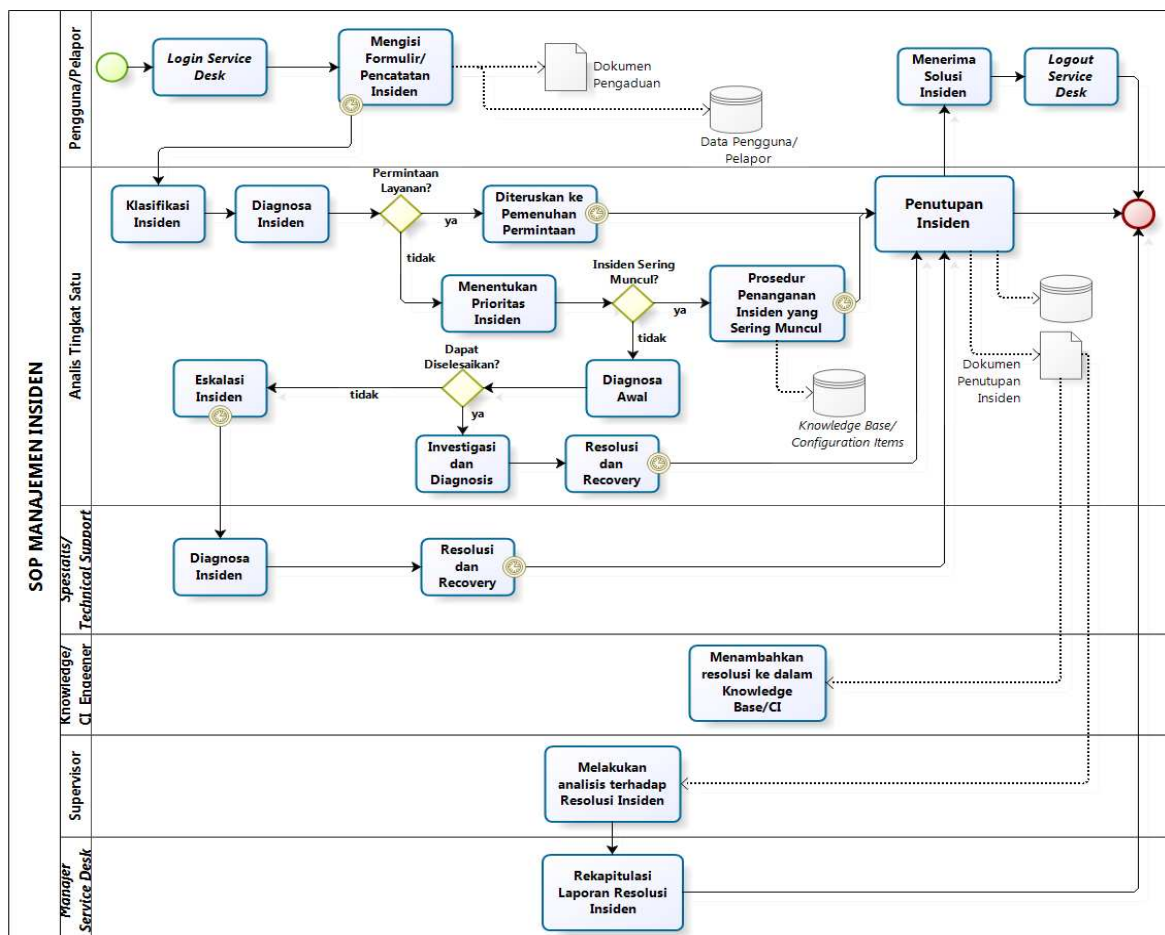 SOP MANAJEMEN INSIDEN
Pengguna/Pelapor
Login Service
Desk
Mengisi
Formulir/
Pencatatan
Insiden
Dokumen
Pengaduan
Data Pengguna/
Pelapor
Menerima
Solusi
Insiden
Logout
Service
Desk
Analis Tingkat Satu
Klasifikasi
Insiden
Diagnosa
Insiden
Permintaan
Layanan?
ya
tidak
Diteruskan ke
Pemenuhan
Permintaan
Penutupan
Insiden
Menentukan
Prioritas
Insiden
Insiden Sering
Muncul?
ya
tidak
Prosedur
Penanganan
Insiden yang
Sering Muncul
Knowledge Base/
Configuration Items
Dokumen
Penutupan
Insiden
Diagnosa
Awal
Dapat
Diselesaikan?
tidak
ya
Eskalasi
Insiden
Investigasi
dan
Diagnosis
Resolusi
dan
Recovery
Spesialis/
Technical Support
Diagnosa
Insiden
Resolusi
dan
Recovery
Knowledge/
CI Engeener
Menambahkan
resolusi ke dalam
Knowledge
Base/CI
Supervisor
Melakukan
analisis terhadap
Resolusi Insiden
Manajer
Service Desk
Rekapitulasi
Laporan Resolusi
Insiden